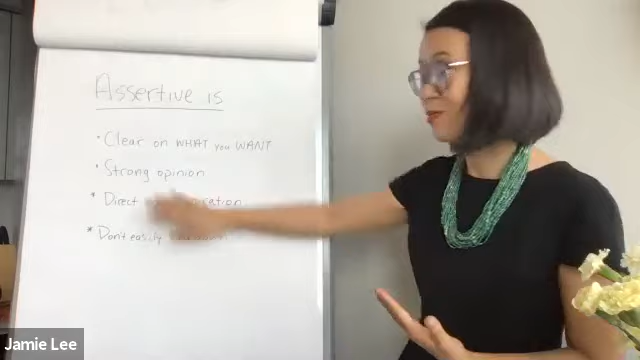 Assertive is
• Clear on WHAT you WANT
• Strong opinion
• Direct
• Don't easily
Jamie Lee